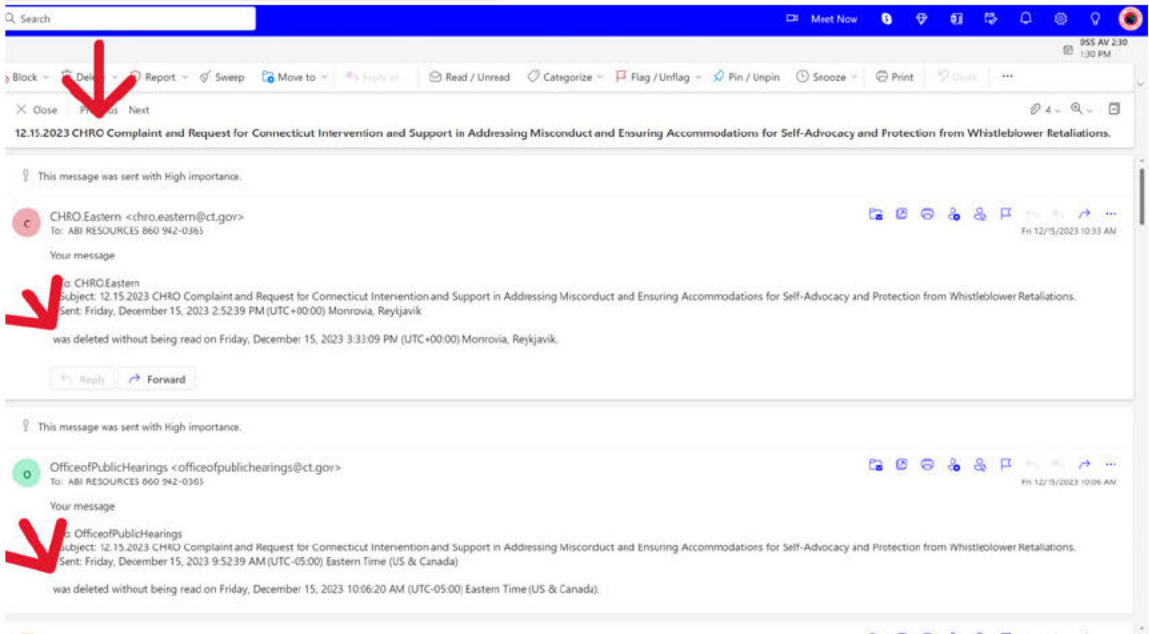 Search
Meet Now
DSS AV 2:30
1:30 PM
Block
Report
Sweep
Move to
Reply all
Read / Unread
Categorize
Flag / Unflag
Pin / Unpin
Snooze
Print
Undo
Close
Next
4
12.15.2023 CHRO Complaint and Request for Connecticut Intervention and Support in Addressing Misconduct and Ensuring Accommodations for Self-Advocacy and Protection from Whistleblower Retaliations.
This message was sent with High importance.
C
CHRO.Eastern <chro.eastern@ct.gov>
To: ABI RESOURCES 860 942-0365
Fri 12/15/2023 10:33 AM
Your message
To: CHRO.Eastern
Subject: 12.15.2023 CHRO Complaint and Request for Connecticut Intervention and Support in Addressing Misconduct and Ensuring Accommodations for Self-Advocacy and Protection from Whistleblower Retaliations.
Sent: Friday, December 15, 2023 2:52:39 PM (UTC+00:00) Monrovia, Reykjavik
was deleted without being read on Friday, December 15, 2023 3:33:09 PM (UTC+00:00) Monrovia, Reykjavik.
Reply
Forward
This message was sent with High importance.
O
OfficeofPublicHearings <officeofpublichearings@ct.gov>
To: ABI RESOURCES 860 942-0365
Fri 12/15/2023 10:06 AM
Your message
To: OfficeofPublicHearings
Subject: 12.15.2023 CHRO Complaint and Request for Connecticut Intervention and Support in Addressing Misconduct and Ensuring Accommodations for Self-Advocacy and Protection from Whistleblower Retaliations.
Sent: Friday, December 15, 2023 9:52:39 AM (UTC-05:00) Eastern Time (US & Canada)
was deleted without being read on Friday, December 15, 2023 10:06:20 AM (UTC-05:00) Eastern Time (US & Canada).